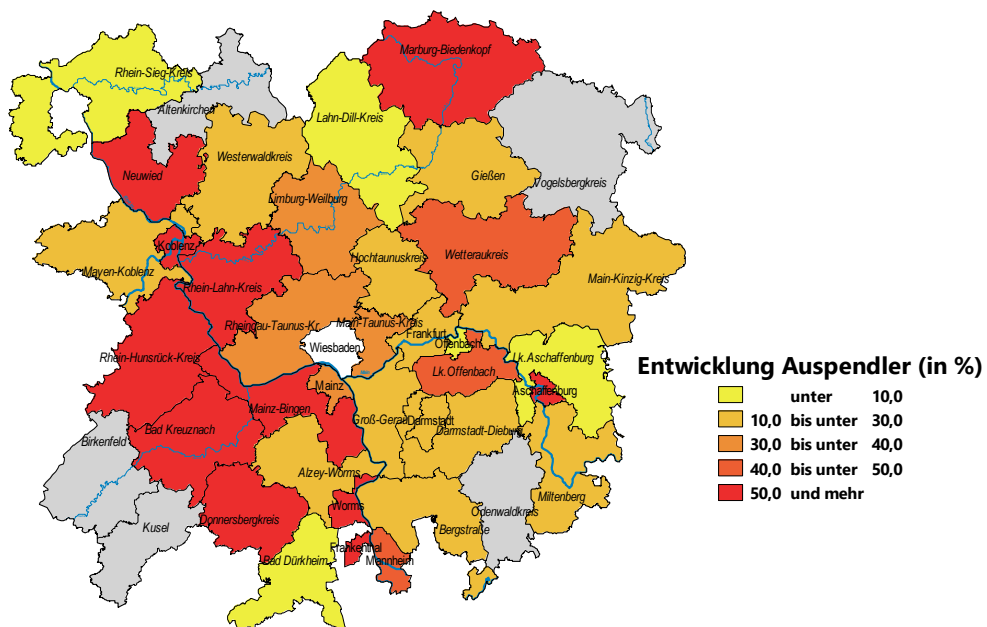 Marburg-Biedenkopf
Rhein-Sieg-Kreis
Altenkirchen
Lahn-Dill-Kreis
Westerwaldkreis
Neuwied
Gießen
Vogelsbergkreis
Limburg-Weilburg
Koblenz
Hochtaunuskreis
Wetteraukreis
Mayen-Koblenz
Main-Kinzig-Kreis
Rhein-Lahn-Kreis
Rheingau-Taunus-Kr.
Main-Taunus-Kreis
Frankfurt
Offenbach
Wiesbaden
Rhein-Hunsrück-Kreis
Lk.Aschaffenburg
Lk.Offenbach
Entwicklung Auspendler (in %)
Mainz
Aschaffenburg
unter 10,0
Mainz-Bingen
Groß-Gerau
Darmstadt
10,0 bis unter 30,0
Bad Kreuznach
Darmstadt-Dieburg
Birkenfeld
30,0 bis unter 40,0
Alzey-Worms
40,0 bis unter 50,0
Miltenberg
50,0 und mehr
Worms
Odenwaldkreis
Kusel
Donnersbergkreis
Bergstraße
Frankenthal
Bad Dürkheim
Mannheim